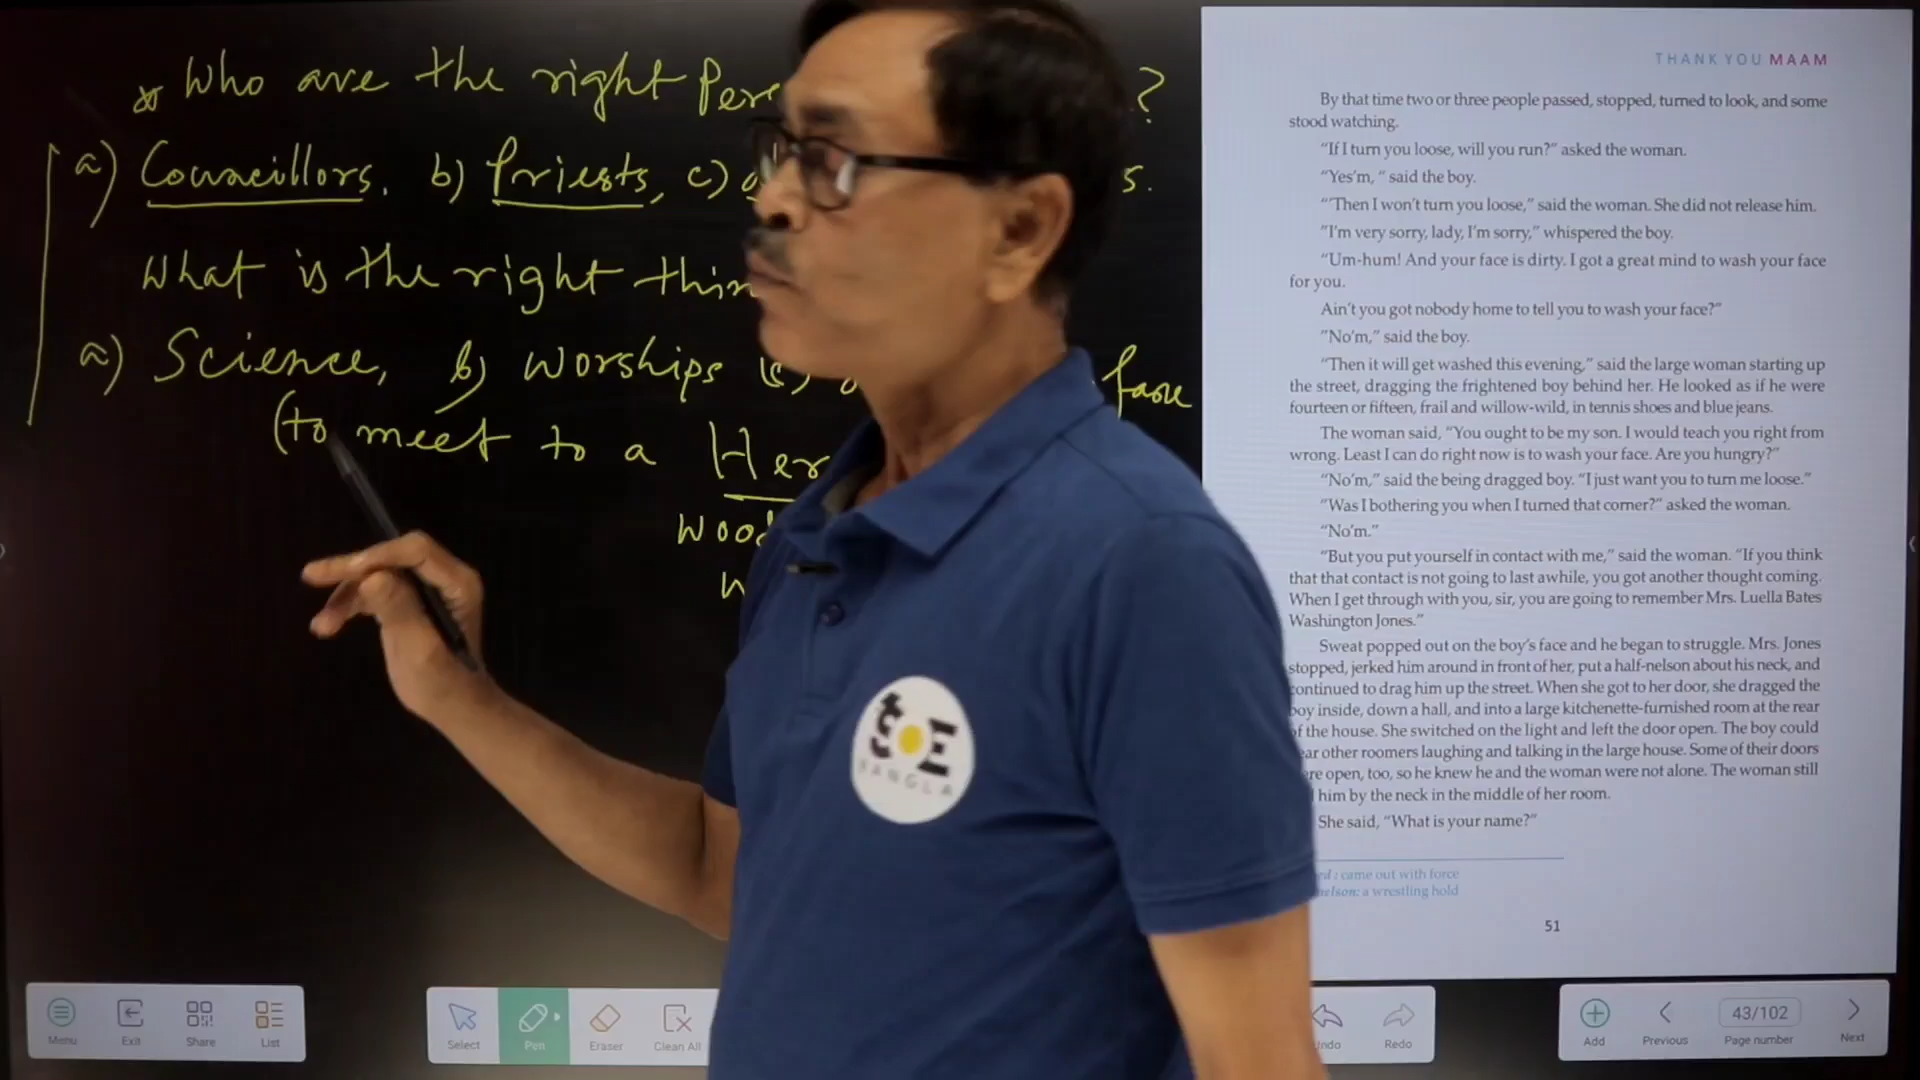 * Who are the right ?
a) Councillors, b) Priests, c) s.
What is the right
a) Science, b) Worships (c) fare
(to meet to a
THANK YOU MAAM
By that time two or three people passed, stopped, turned to look, and some
stood watching.
“If I turn you loose, will you run?” asked the woman.
“Yes’m, “ said the boy.
“‘Then I won’t turn you loose,” said the woman. She did not release him.
“I’m very sorry, lady, I’m sorry,” whispered the boy.
“Um-hum! And your face is dirty. I got a great mind to wash your face
for you.
Ain’t you got nobody home to tell you to wash your face?”
“No’m,” said the boy.
“Then it will get washed this evening,” said the large woman starting up
the street, dragging the frightened boy behind her. He looked as if he were
fourteen or fifteen, frail and willow-wild, in tennis shoes and blue jeans.
The woman said, “You ought to be my son. I would teach you right from
wrong. Least I can do right now is to wash your face. Are you hungry?”
“No’m,” said the being dragged boy. “I just want you to turn me loose.”
“Was I bothering you when I turned that corner?” asked the woman.
“No’m.”
“But you put yourself in contact with me,” said the woman. “If you think
that that contact is not going to last awhile, you got another thought coming.
When I get through with you, sir, you are going to remember Mrs. Luella Bates
Washington Jones.”
Sweat popped out on the boy’s face and he began to struggle. Mrs. Jones
stopped, jerked him around in front of her, put a half-nelson about his neck, and
continued to drag him up the street. When she got to her door, she dragged the
boy inside, down a hall, and into a large kitchenette-furnished room at the rear
of the house. She switched on the light and left the door open. The boy could
other roomers laughing and talking in the large house. Some of their doors
open, too, so he knew he and the woman were not alone. The woman still
him by the neck in the middle of her room.
She said, “What is your name?”
: came out with force
: a wrestling hold
51
BANGLA
Menu Exit Share List Select Pen Eraser Clean All Redo Add Previous 43/102 Page number Next